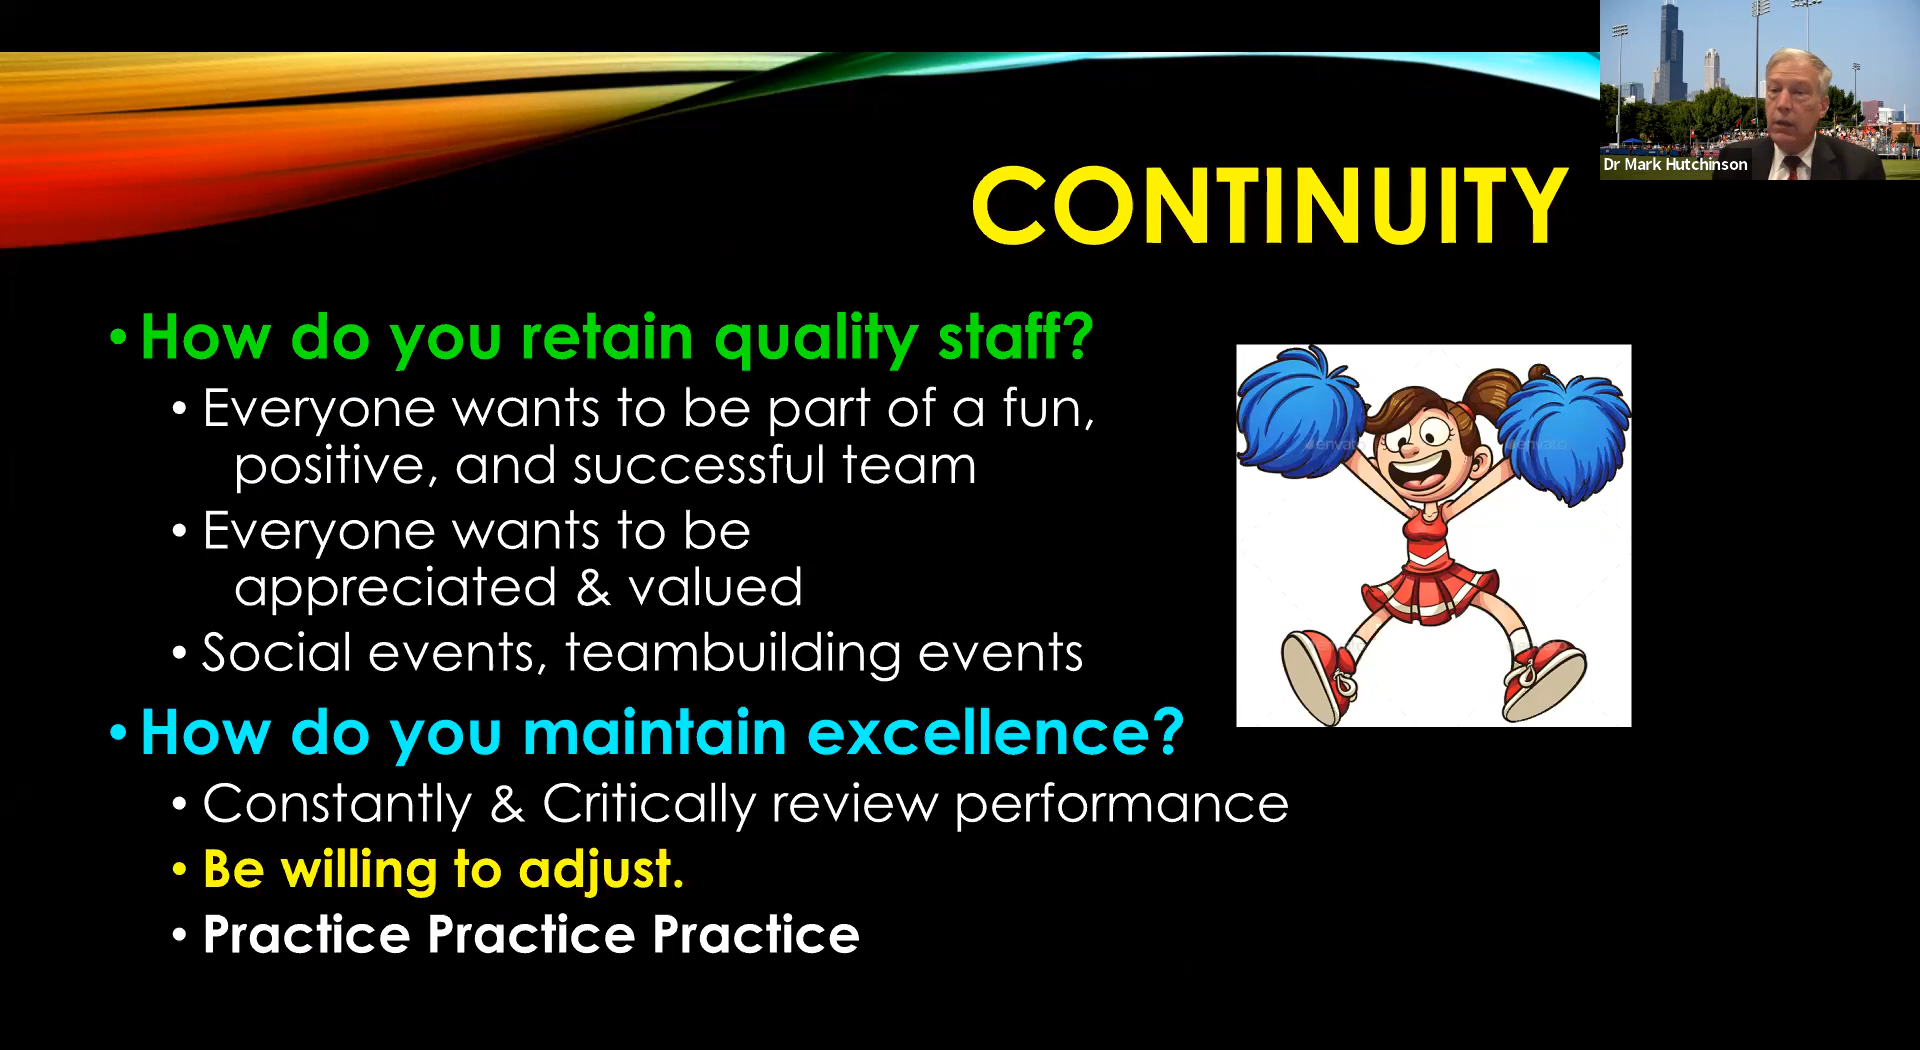 Dr Mark Hutchinson
CONTINUITY
• How do you retain quality staff?
• Everyone wants to be part of a fun,
positive, and successful team
• Everyone wants to be
appreciated & valued
• Social events, teambuilding events
• How do you maintain excellence?
• Constantly & Critically review performance
• Be willing to adjust.
• Practice Practice Practice
envato
envato